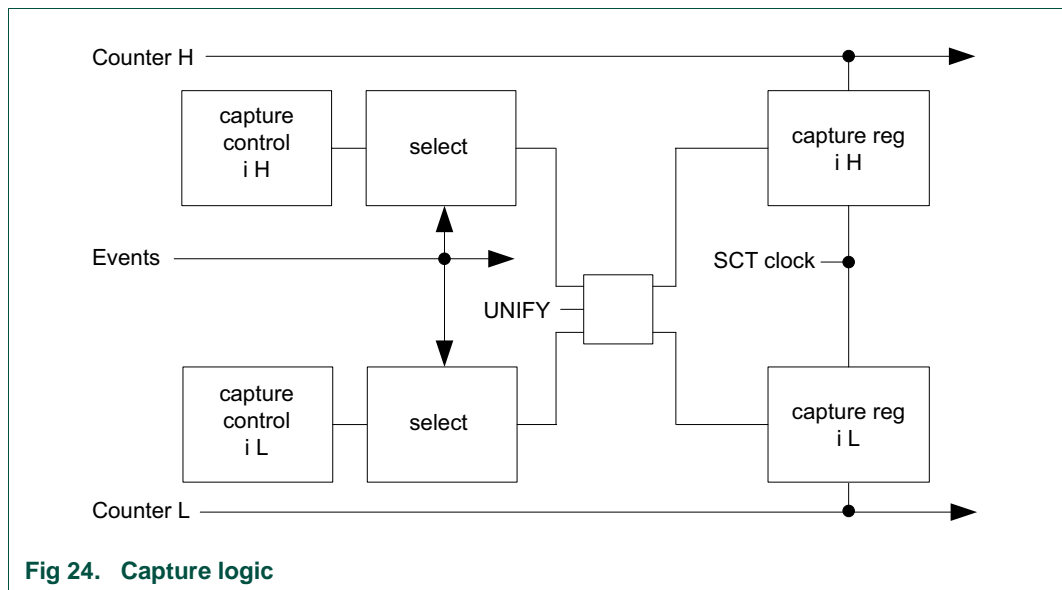 Counter H
capture
control
i H
select
capture reg
i H
Events
SCT clock
UNIFY
capture
control
i L
select
capture reg
i L
Counter L
Fig 24. Capture logic